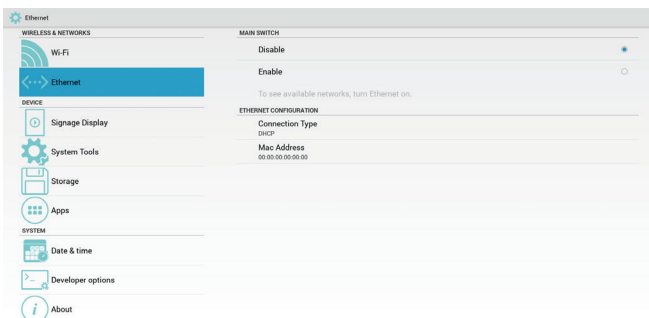 Ethernet
WIRELESS & NETWORKS
Wi-Fi
Ethernet
DEVICE
Signage Display
System Tools
Storage
Apps
SYSTEM
Date & time
Developer options
About
MAIN SWITCH
Disable
Enable
To see available networks, turn Ethernet on.
ETHERNET CONFIGURATION
Connection Type
DHCP
Mac Address
00:00:00:00:00:00